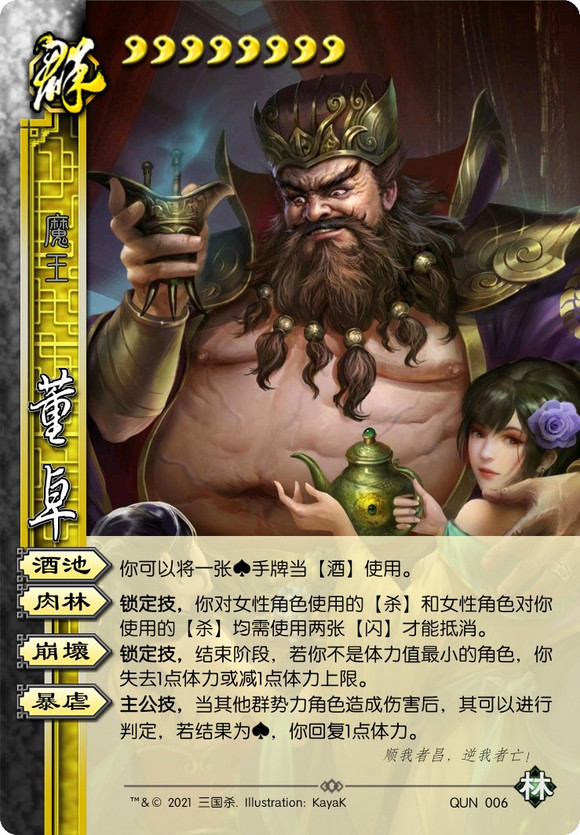 群
魔王
董卓
酒池
你可以将一张♠手牌当【酒】使用。
肉林
锁定技，你对女性角色使用的【杀】和女性角色对你
使用的【杀】均需使用两张【闪】才能抵消。
崩壞
锁定技，结束阶段，若你不是体力值最小的角色，你
失去1点体力或减1点体力上限。
暴虐
主公技，当其他群势力角色造成伤害后，其可以进行
判定，若结果为♠，你回复1点体力。
顺我者昌，逆我者亡！
™&© 2021 三国杀. Illustration: KayaK
QUN 006
林